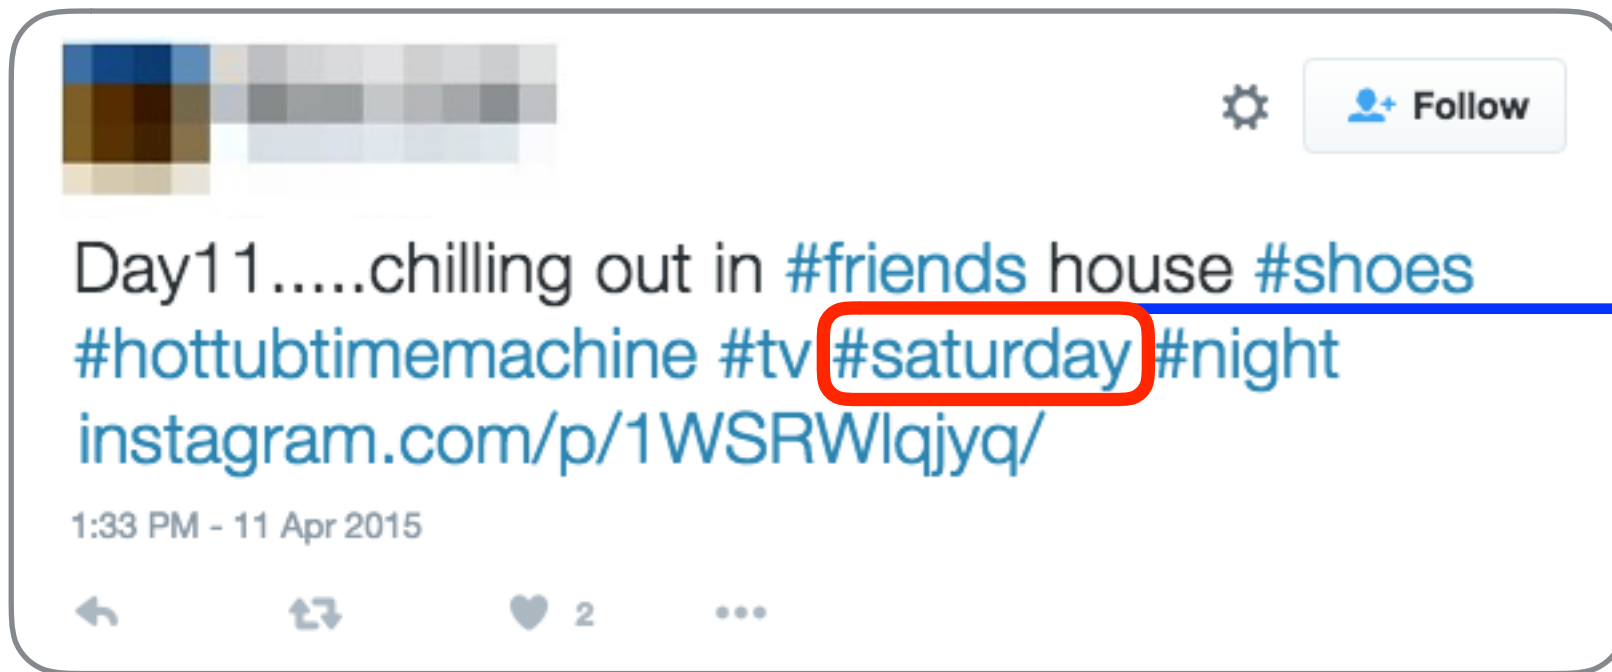 Follow
Day11.....chilling out in #friends house #shoes
#hottubtimemachine #tv #saturday #night
instagram.com/p/1WSRWlqjyq/
1:33 PM - 11 Apr 2015
2